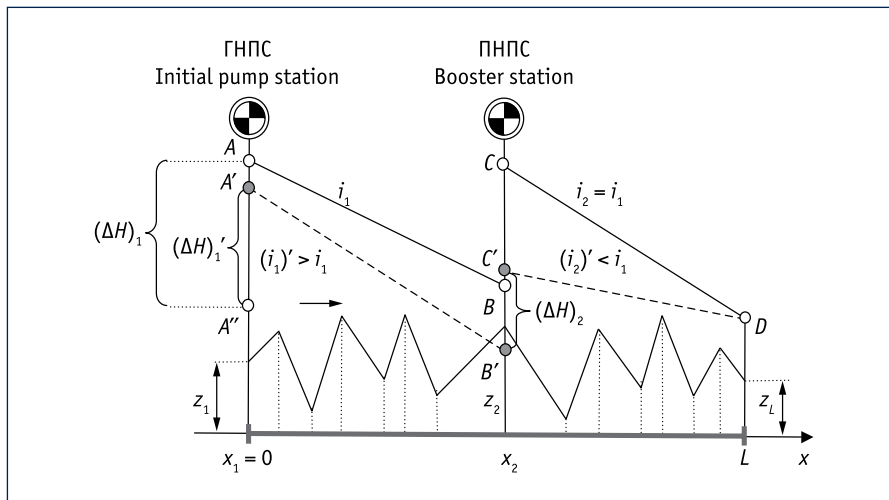 ГНПС
Initial pump station
ПНПС
Booster station
A
A′
(ΔH)₁
(ΔH)₁′
(i₁)′ > i₁
A″
i₁
C
i₂ = i₁
C′
(i₂)′ < i₁
B
(ΔH)₂
D
B′
z₁
z₂
z_L
x₁ = 0
x₂
L
x